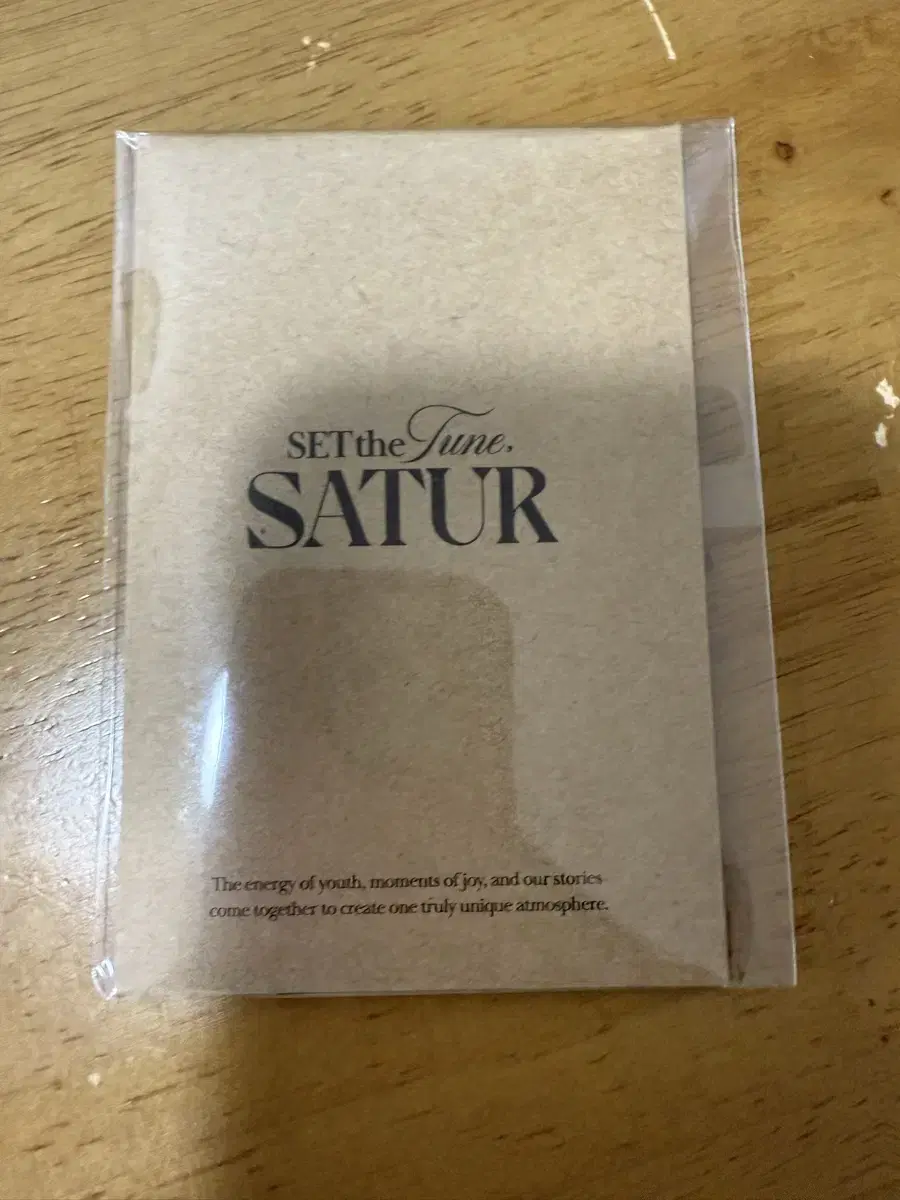 SET the Tune,
SATUR
The energy of youth, moments of joy, and our stories
come together to create one truly unique atmosphere.